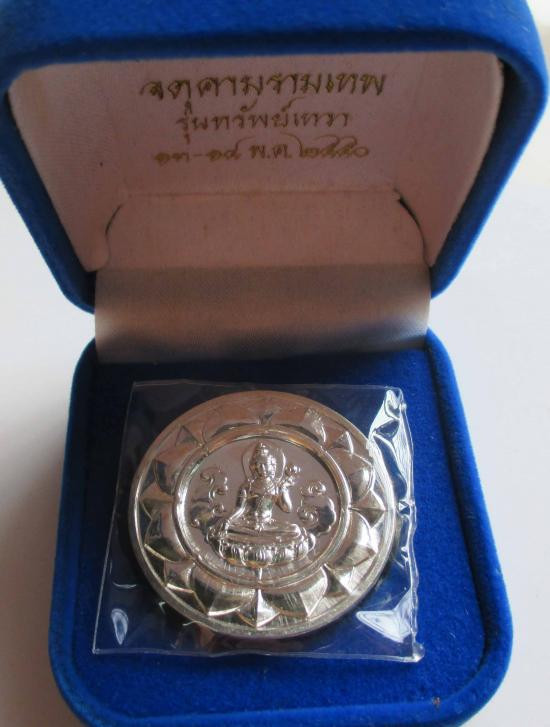 จตุคามรามเทพ
รุ่นทรัพย์เทวา
๑๓-๑๘ พ.ค. ๒๕๕๐